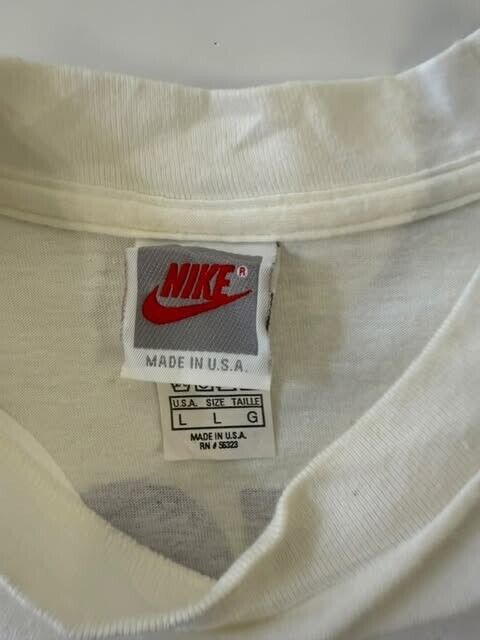 NIKE®
MADE IN U.S.A.
U.S.A. SIZE TAILLE
L L G
MADE IN U.S.A.
RN # 56323